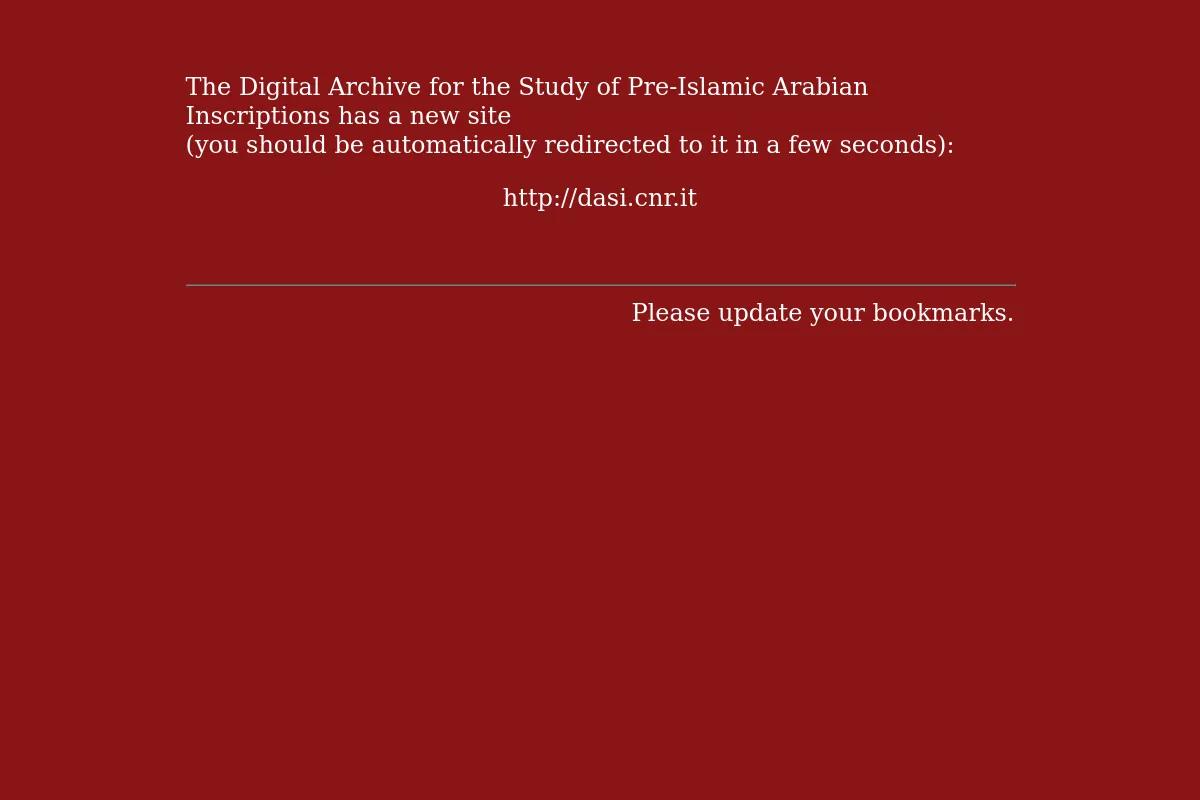 The Digital Archive for the Study of Pre-Islamic Arabian
Inscriptions has a new site
(you should be automatically redirected to it in a few seconds):
http://dasi.cnr.it
Please update your bookmarks.